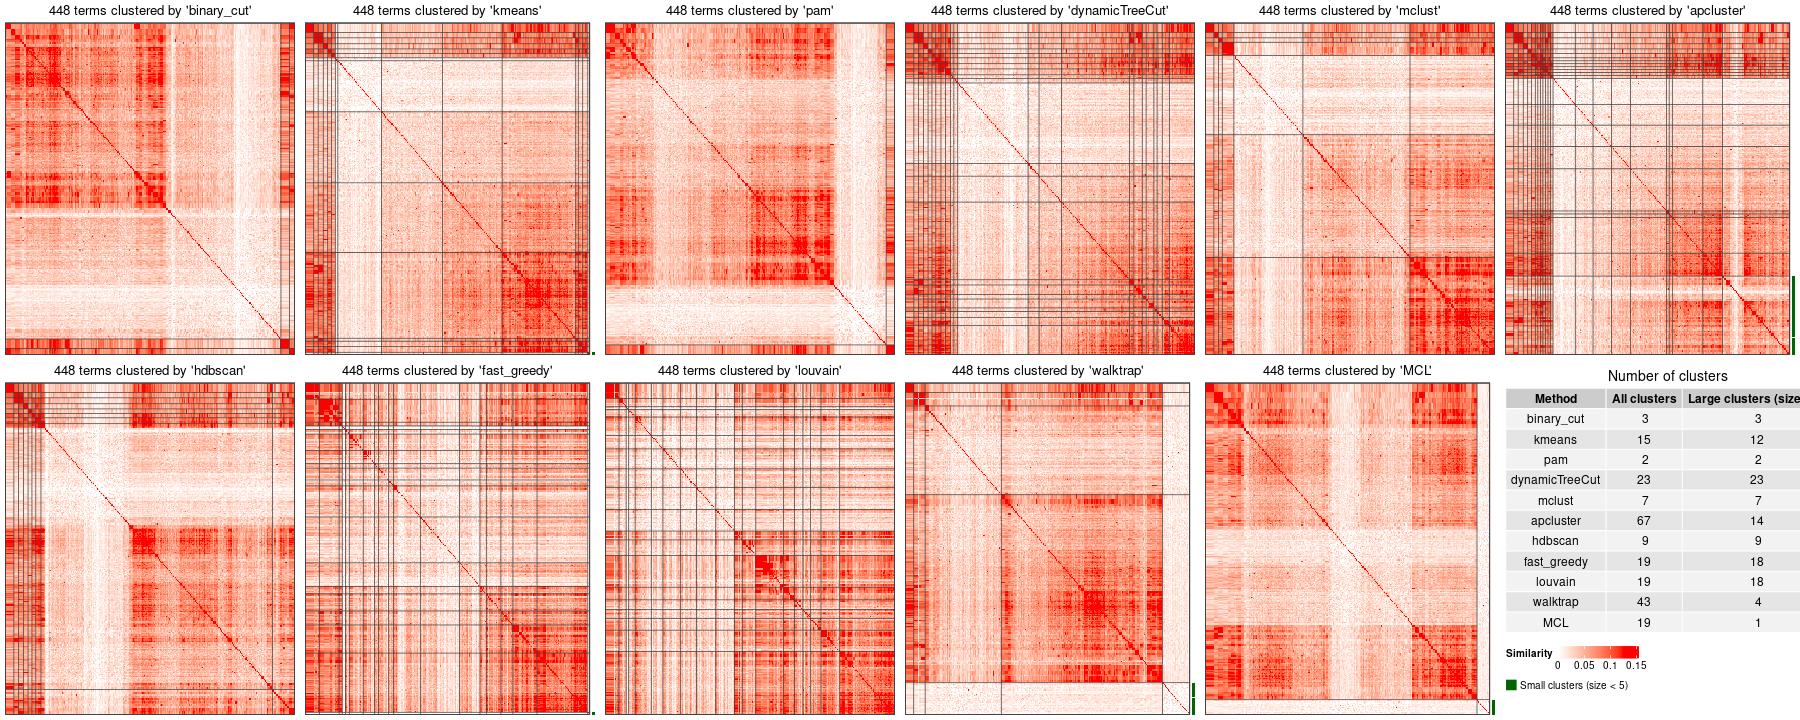 448 terms clustered by 'binary_cut'
448 terms clustered by 'kmeans'
448 terms clustered by 'pam'
448 terms clustered by 'dynamicTreeCut'
448 terms clustered by 'mclust'
448 terms clustered by 'apcluster'
448 terms clustered by 'hdbscan'
448 terms clustered by 'fast_greedy'
448 terms clustered by 'louvain'
448 terms clustered by 'walktrap'
448 terms clustered by 'MCL'
Number of clusters
Method All clusters Large clusters (size
binary_cut 3 3
kmeans 15 12
pam 2 2
dynamicTreeCut 23 23
mclust 7 7
apcluster 67 14
hdbscan 9 9
fast_greedy 19 18
louvain 19 18
walktrap 43 4
MCL 19 1
Similarity
0 0.05 0.1 0.15
Small clusters (size < 5)